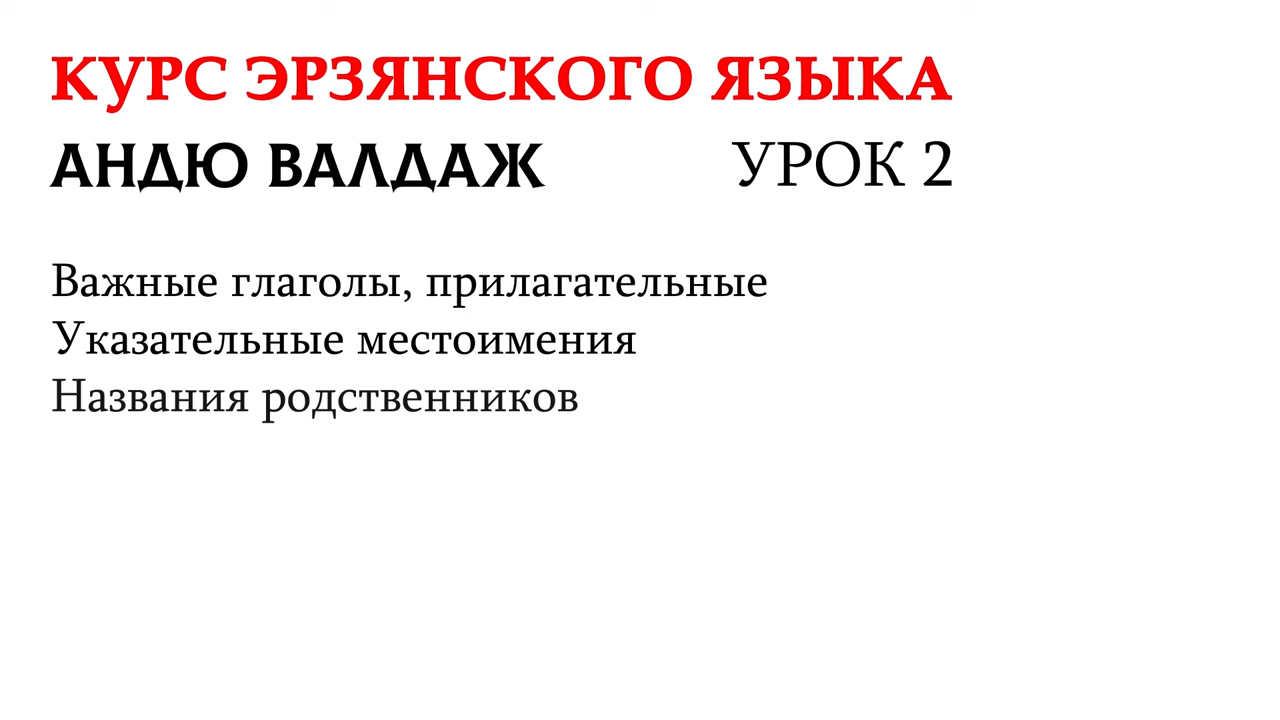 КУРС ЭРЗЯНСКОГО ЯЗЫКА
АНДЮ ВАЛДАЖ УРОК 2
Важные глаголы, прилагательные
Указательные местоимения
Названия родственников